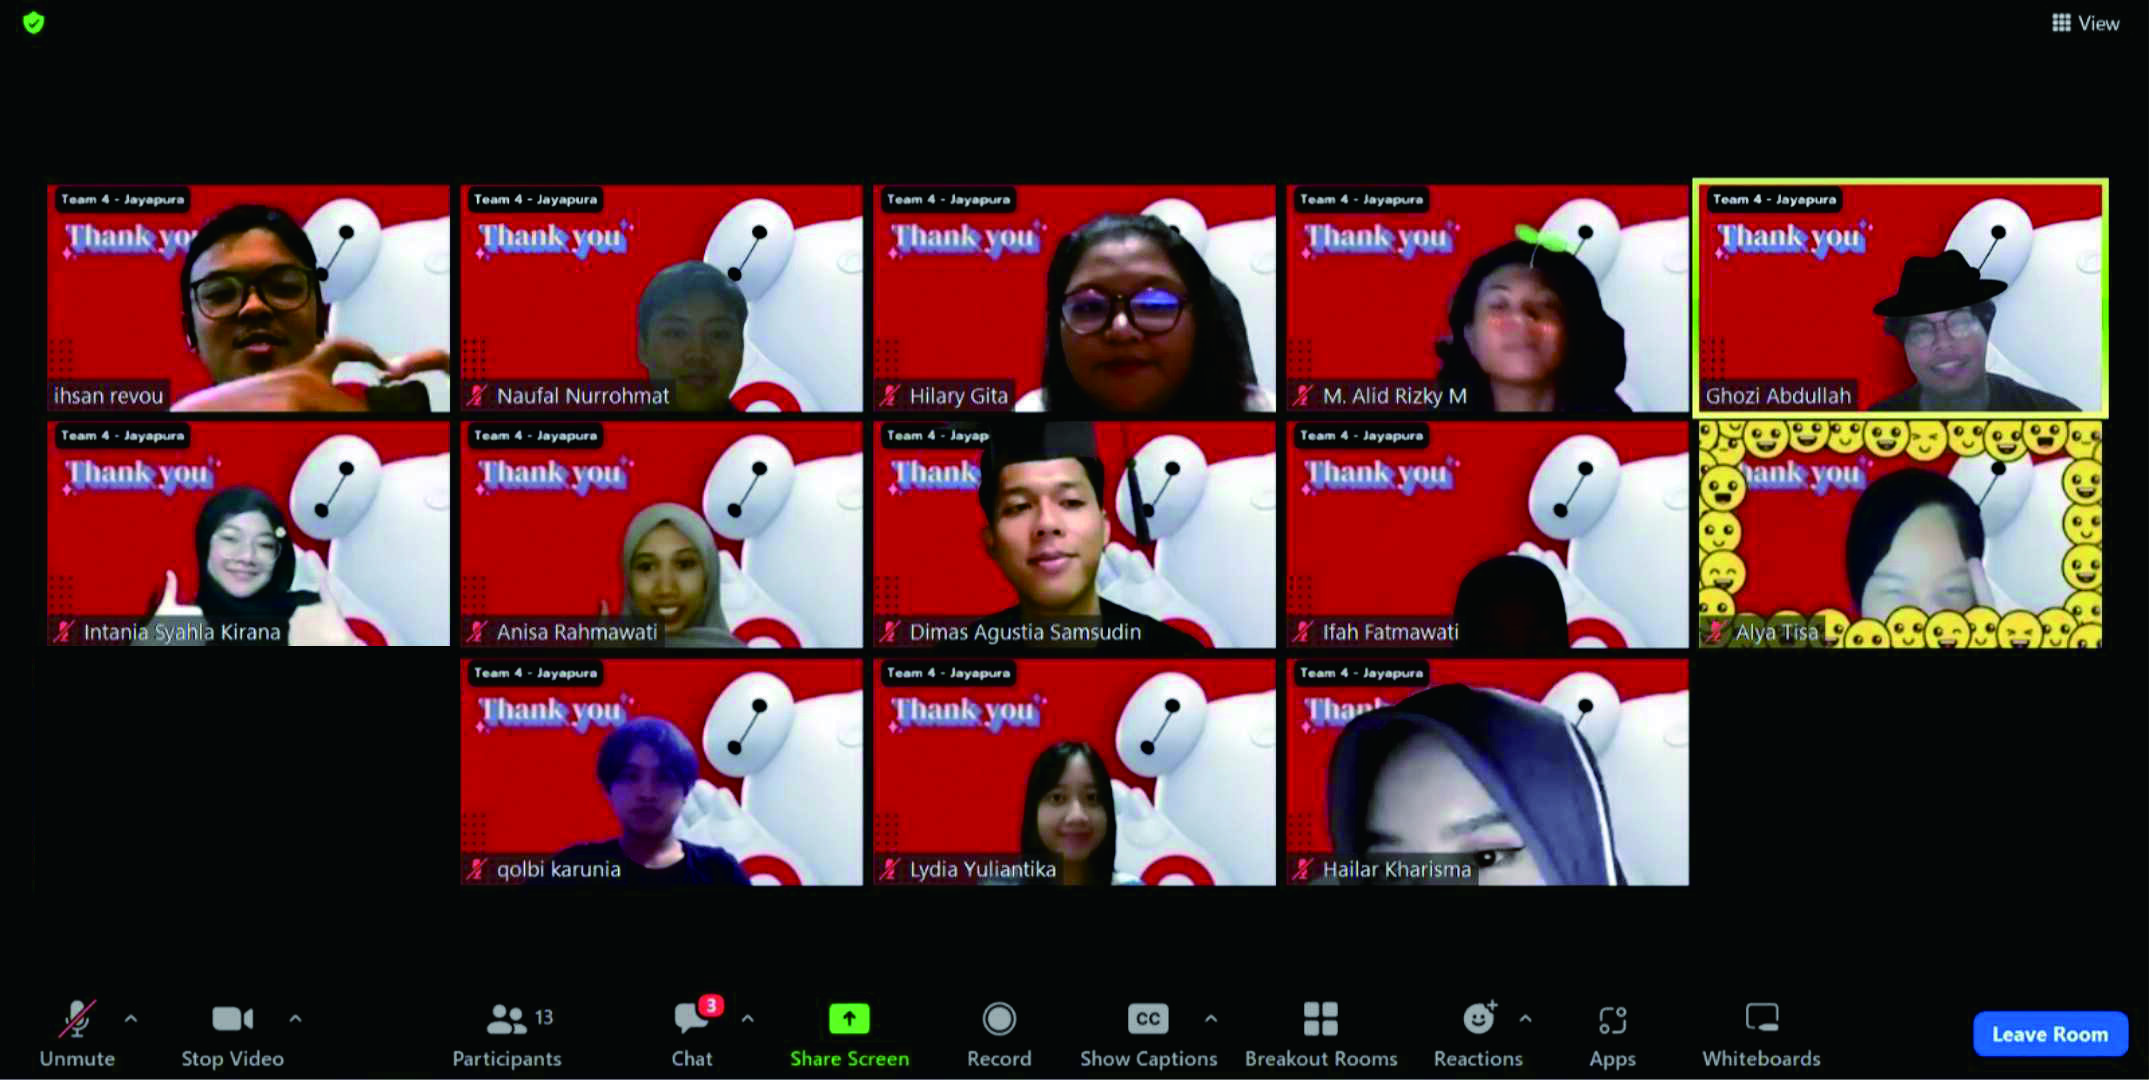 View
Team 4 - Jayapura
Thank you
ihsan revou
Team 4 - Jayapura
Thank you
Naufal Nurrohmat
Team 4 - Jayapura
Thank you
Hilary Gita
Team 4 - Jayapura
Thank you
M. Alid Rizky M
Team 4 - Jayapura
Thank you
Ghozi Abdullah
Team 4 - Jayapura
Thank you
Intania Syahla Kirana
Team 4 - Jayapura
Thank you
Anisa Rahmawati
Team 4 - Jayap
Thank you
Dimas Agustia Samsudin
Team 4 - Jayapura
Thank you
Ifah Fatmawati
hank you
Alya Tisa
Team 4 - Jayapura
Thank you
qolbi karunia
Team 4 - Jayapura
Thank you
Lydia Yuliantika
Team 4 - Jayapura
Thank
Hailar Kharisma
Unmute
Stop Video
13
Participants
3
Chat
Share Screen
Record
CC
Show Captions
Breakout Rooms
Reactions
Apps
Whiteboards
Leave Room